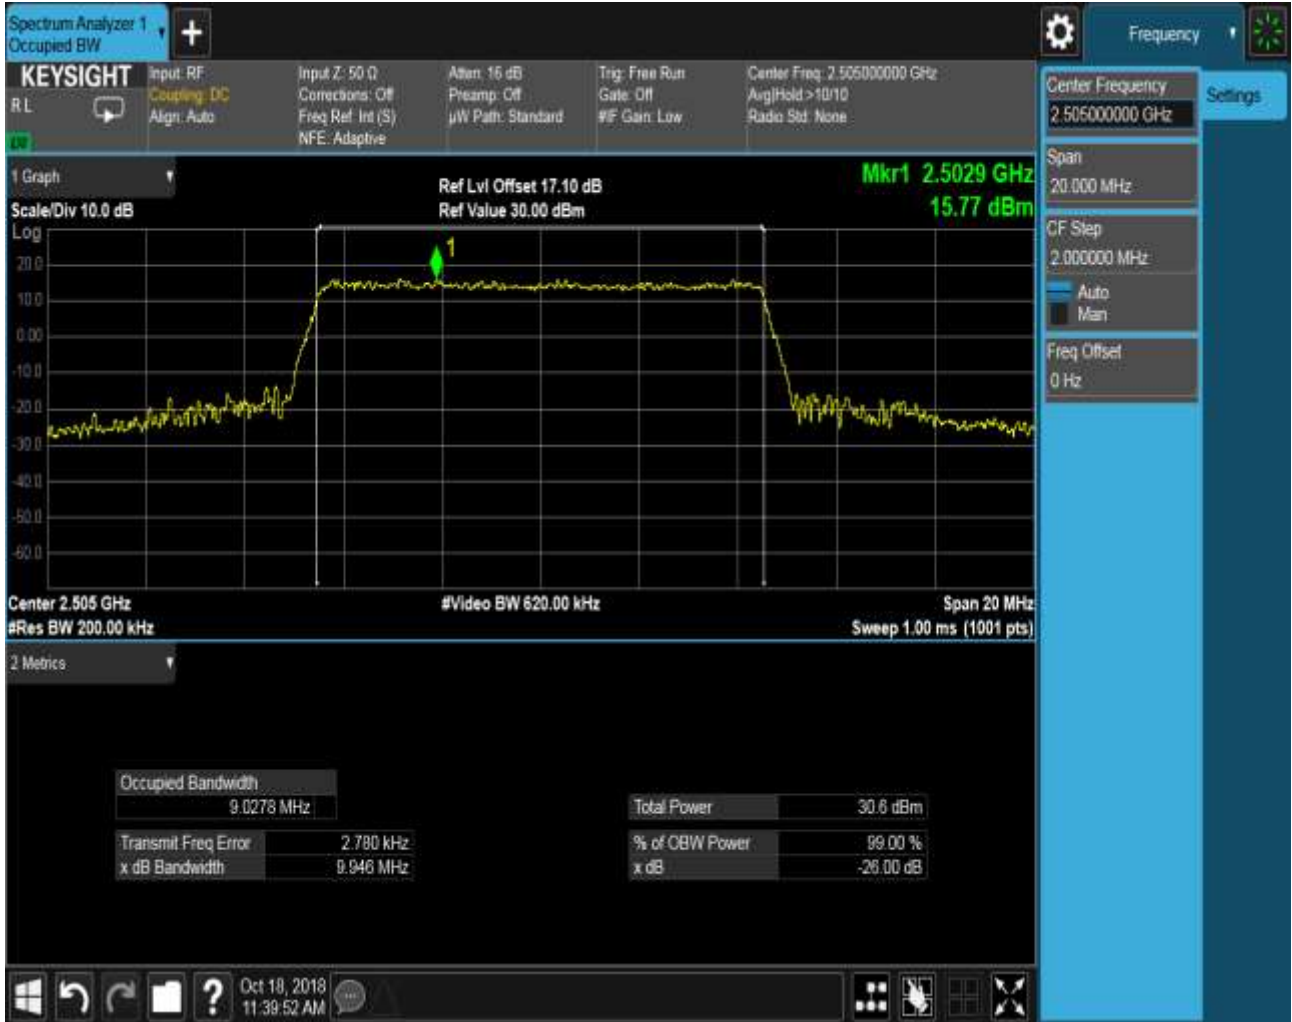 Spectrum Analyzer 1
Occupied BW
+
Frequency
KEYSIGHT
RL
Input: RF
Coupling: DC
Align: Auto
Input Z: 50 Ω
Corrections: Off
Freq Ref: Int (S)
NFE: Adaptive
Atten: 16 dB
Preamp: Off
µW Path: Standard
Trig: Free Run
Gate: Off
#IF Gain: Low
Center Freq: 2.505000000 GHz
Avg|Hold:>10/10
Radio Std: None
Center Frequency
2.505000000 GHz
Settings
Span
20.000 MHz
CF Step
2.000000 MHz
Auto
Man
Freq Offset
0 Hz
1 Graph
Scale/Div 10.0 dB
Ref Lvl Offset 17.10 dB
Ref Value 30.00 dBm
Mkr1 2.5029 GHz
15.77 dBm
Log
1
20.0
10.0
0.00
-10.0
-20.0
-30.0
-40.0
-50.0
-60.0
Center 2.505 GHz
#Video BW 620.00 kHz
Span 20 MHz
#Res BW 200.00 kHz
Sweep 1.00 ms (1001 pts)
2 Metrics
Occupied Bandwidth
9.0278 MHz
Total Power 30.6 dBm
Transmit Freq Error 2.780 kHz
% of OBW Power 99.00 %
x dB Bandwidth 9.946 MHz
x dB -26.00 dB
?
Oct 18, 2018
11:39:52 AM